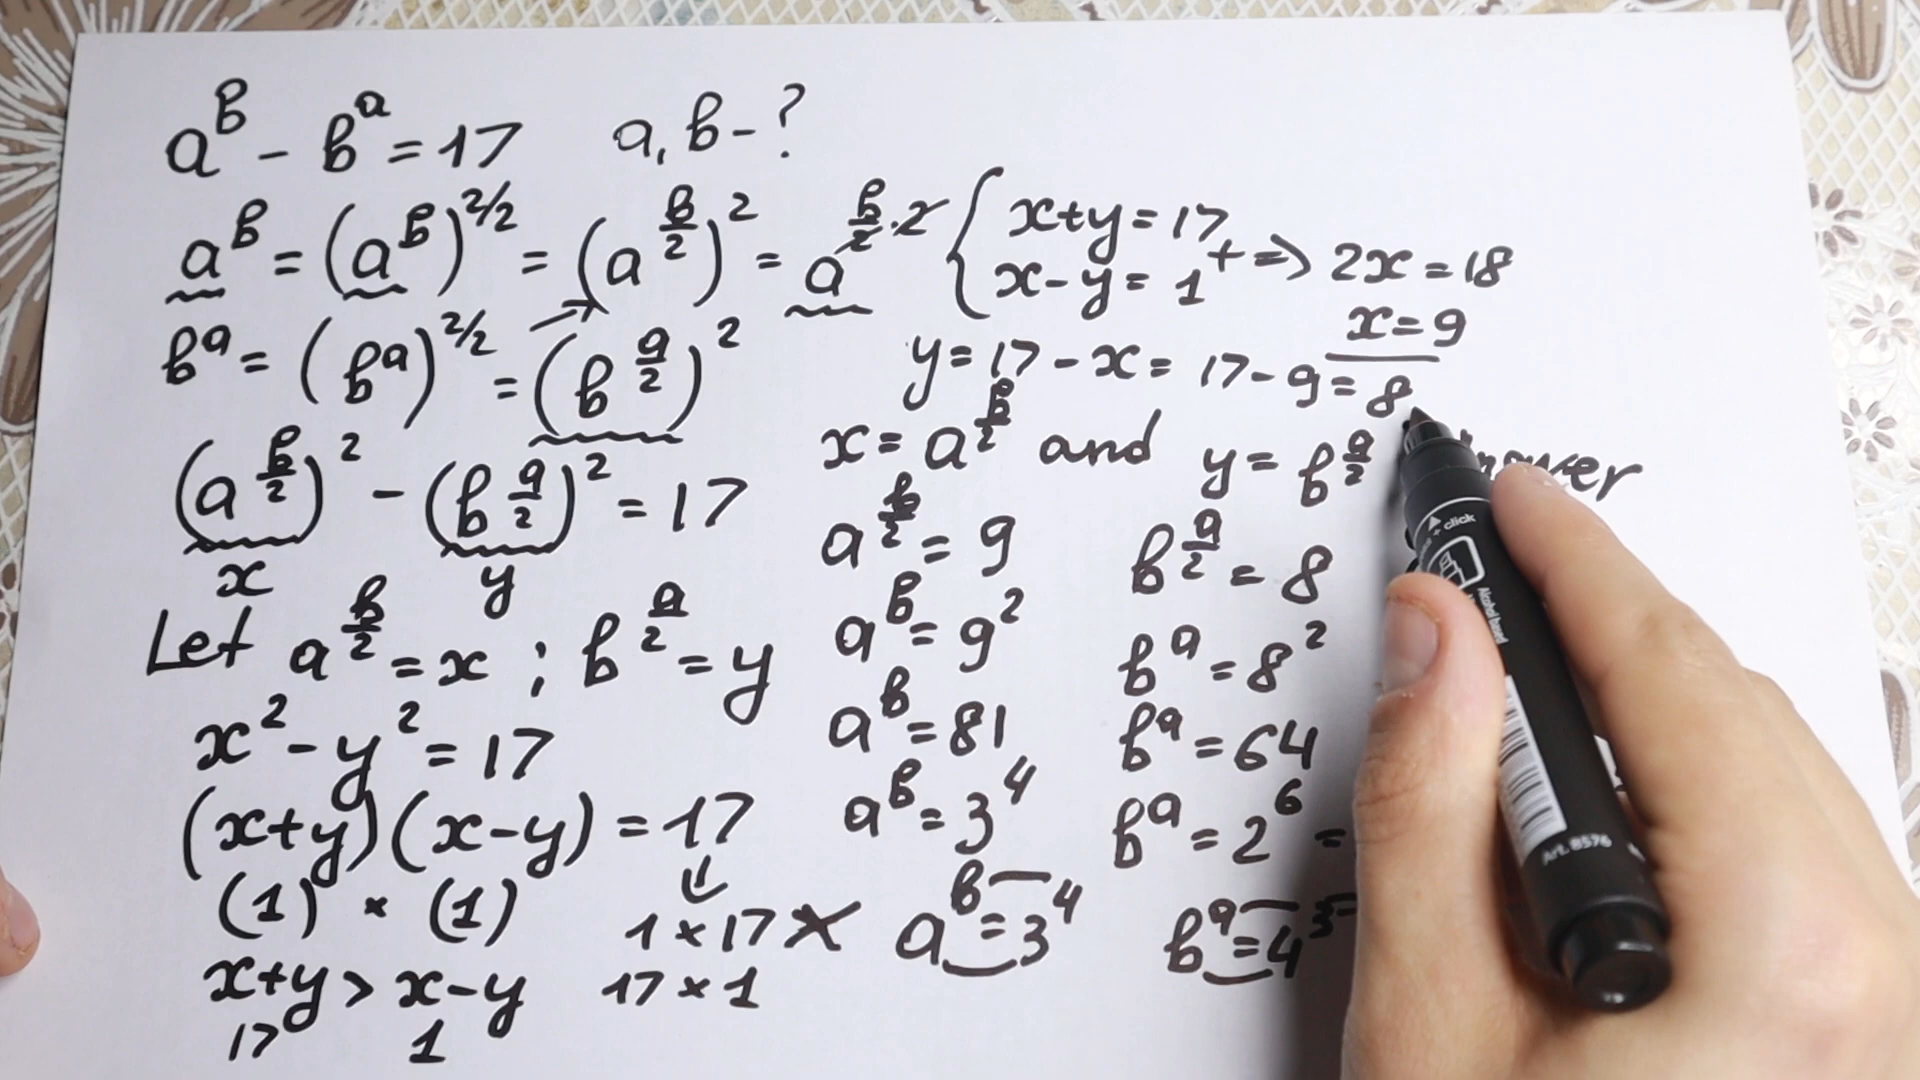 a^b - b^a = 17   a, b - ?
a^b = (a^b)^2/2 = (a^(b/2))^2 = a^(b/2 · 2)
b^a = (b^a)^2/2 = (b^(a/2))^2
(a^(b/2))^2 - (b^(a/2))^2 = 17
x y
Let a^(b/2) = x ; b^(a/2) = y
x^2 - y^2 = 17
(x+y)(x-y) = 17
(1) × (1)   1 × 17 ×
x+y > x-y   17 × 1
17 1
{ x+y = 17
x-y = 1 + => 2x = 18
x = 9
y = 17 - x = 17 - 9 = 8
x = a^(b/2) and y = b^(a/2)
a^(b/2) = 9
a^b = 9^2
a^b = 81
a^b = 3^4
a^b = 3^4
b^(a/2) = 8
b^a = 8^2
b^a = 64
b^a = 2^6 =
b^a = 4^3
click
Art. 8576